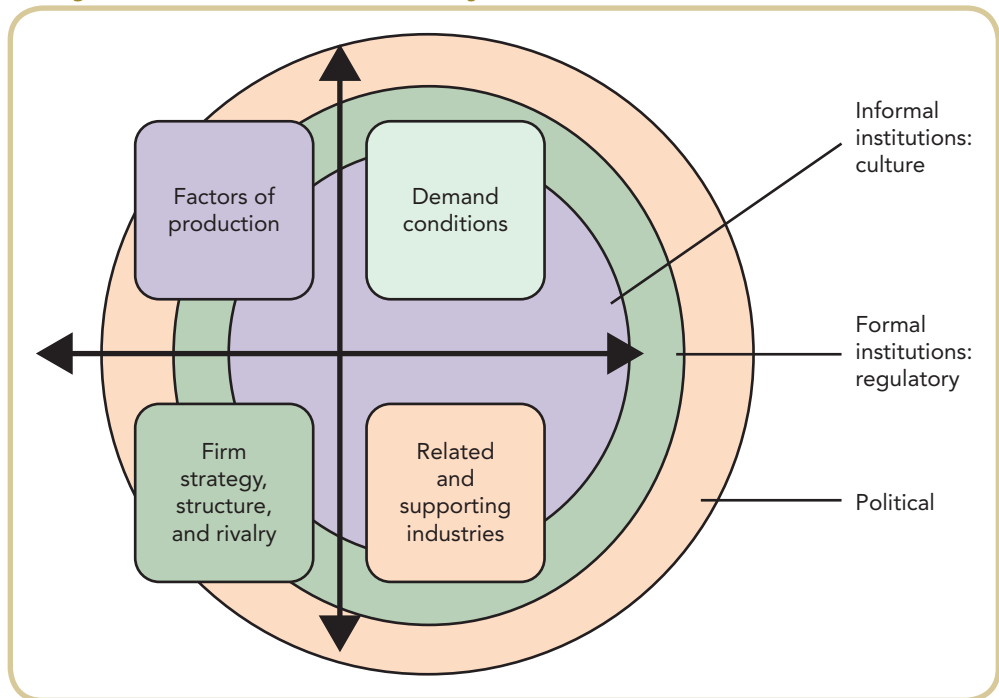 Factors of
production
Demand
conditions
Firm
strategy,
structure,
and rivalry
Related
and
supporting
industries
Informal
institutions:
culture
Formal
institutions:
regulatory
Political